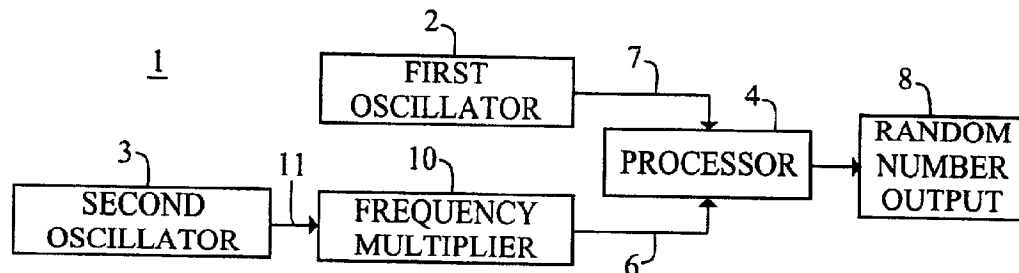 1
2
FIRST
OSCILLATOR
7
4
PROCESSOR
8
RANDOM
NUMBER
OUTPUT
3
SECOND
OSCILLATOR
11
10
FREQUENCY
MULTIPLIER
6